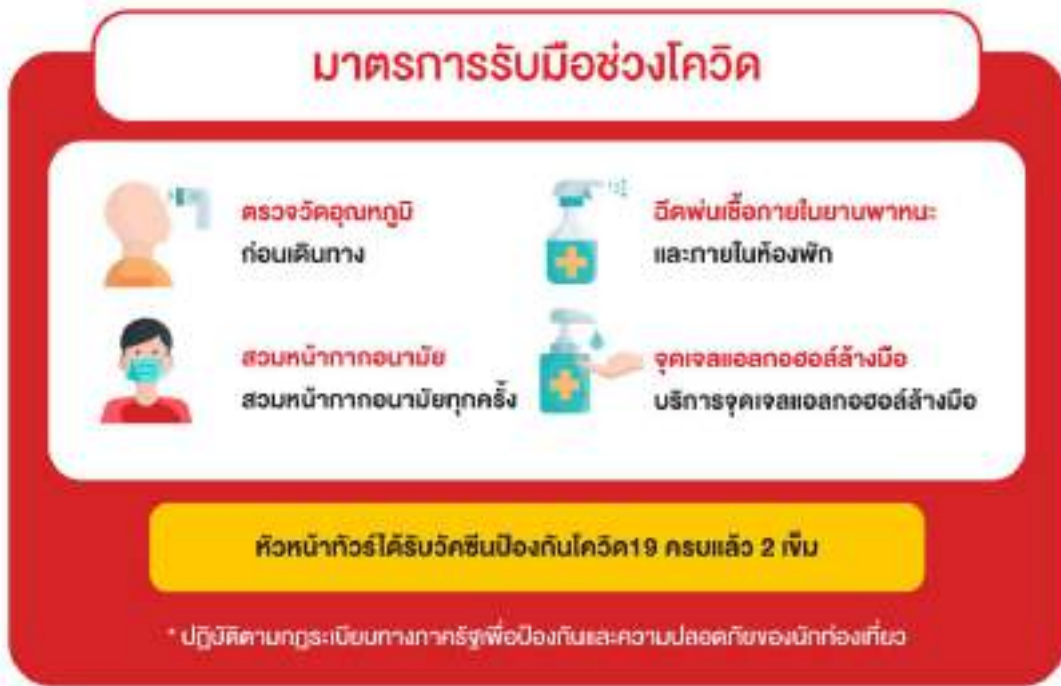 มาตรการรับมือช่วงโควิด
ตรวจวัดอุณหภูมิ
ก่อนเดินทาง
ฉีดพ่นเชื้อภายในยานพาหนะ
และภายในห้องพัก
สวมหน้ากากอนามัย
สวมหน้ากากอนามัยทุกครั้ง
จุดเจลแอลกอฮอล์ล้างมือ
บริการจุดเจลแอลกอฮอล์ล้างมือ
หัวหน้าทัวร์ได้รับวัคซีนป้องกันโควิด19 ครบแล้ว 2 เข็ม
* ปฏิบัติตามกฎระเบียบทางภาครัฐเพื่อป้องกันและความปลอดภัยของนักท่องเที่ยว